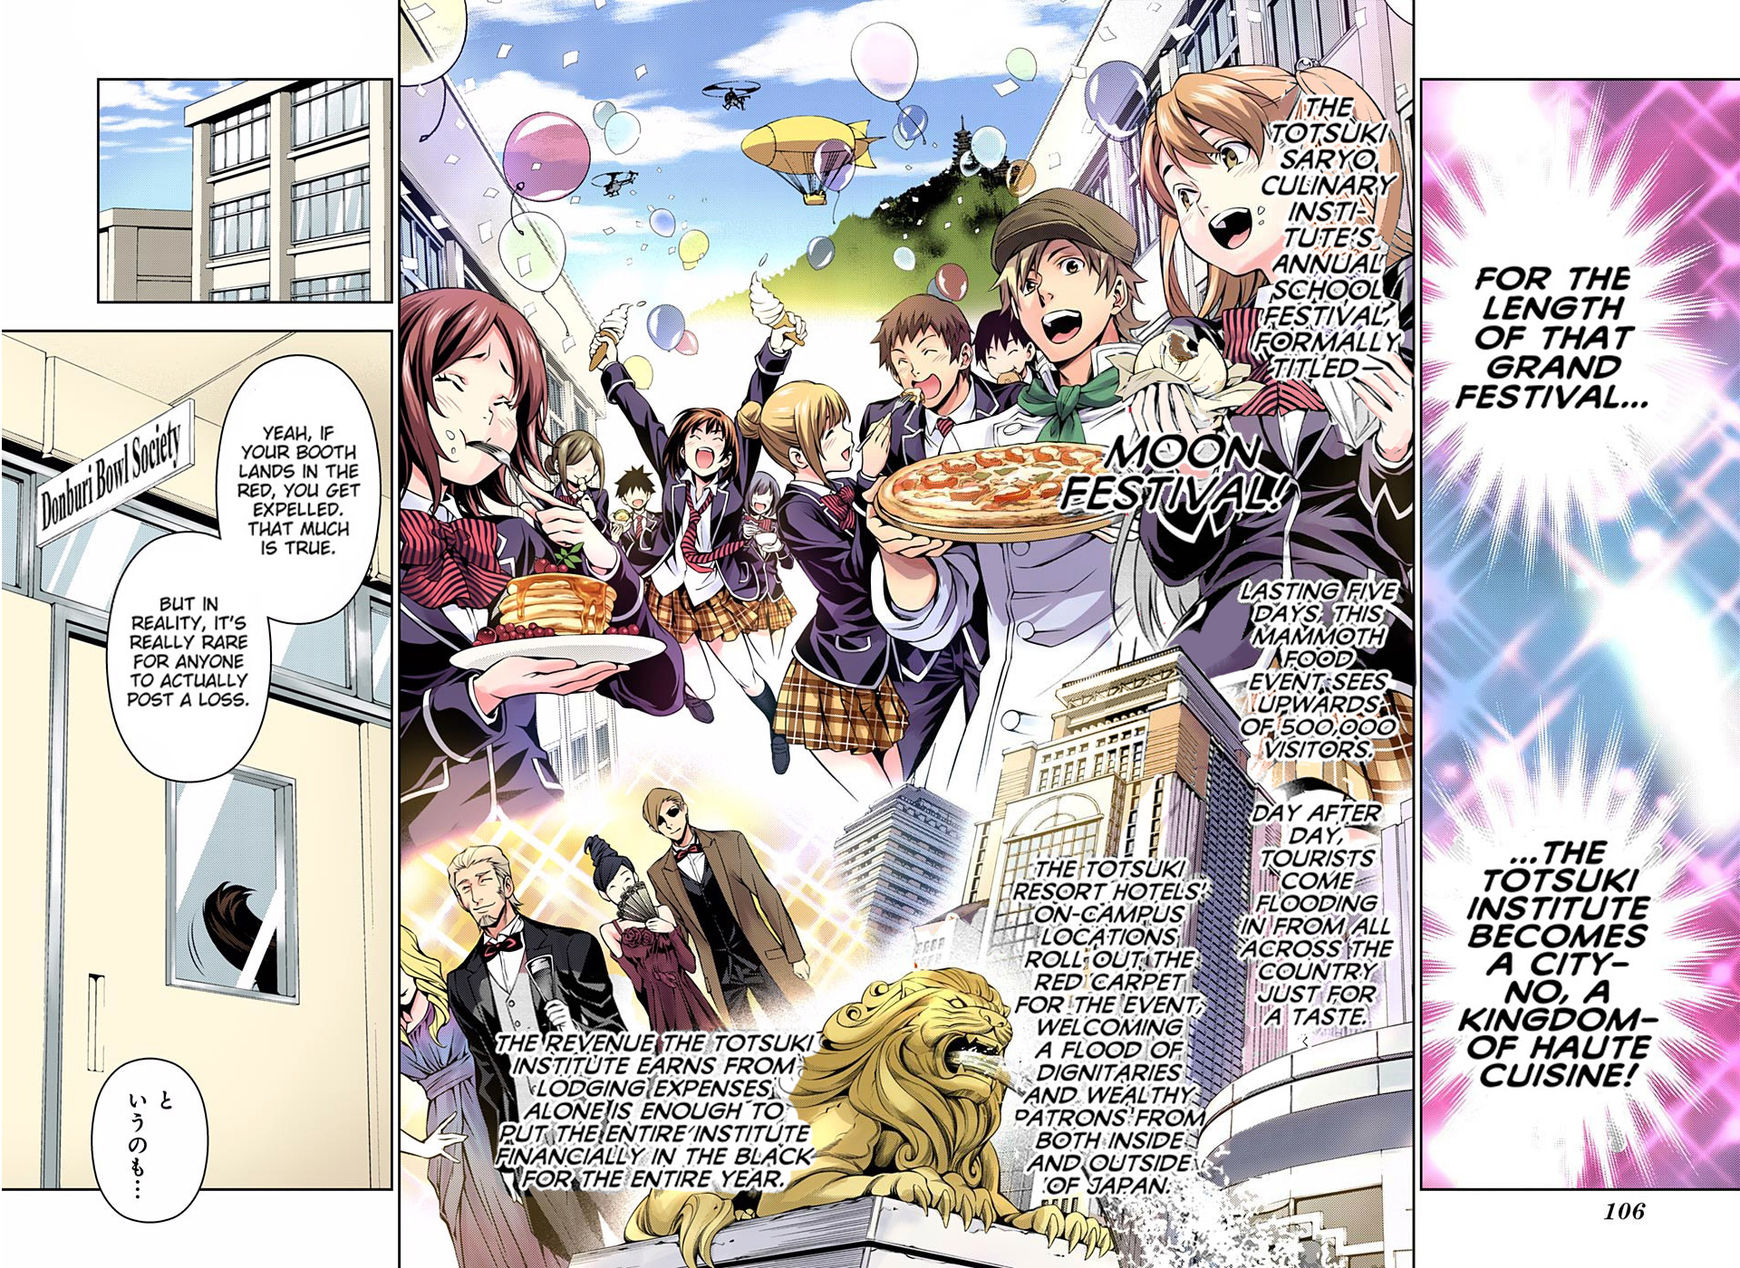 FOR THE
LENGTH
OF THAT
GRAND
FESTIVAL...
...THE
TOTSUKI
INSTITUTE
BECOMES
A CITY-
NO, A
KINGDOM-
OF HAUTE
CUISINE!
106
THE
TOTSUKI
SARYO
CULINARY
INSTI-
TUTE'S
ANNUAL
SCHOOL
FESTIVAL,
FORMALLY
TITLED—
MOON
FESTIVAL!
LASTING FIVE
DAYS, THIS
MAMMOTH
FOOD
EVENT SEES
UPWARDS
OF 500,000
VISITORS.
DAY AFTER
DAY,
TOURISTS
COME
FLOODING
IN FROM ALL
ACROSS THE
COUNTRY
JUST FOR
A TASTE.
THE TOTSUKI
RESORT HOTELS'
ON-CAMPUS
LOCATIONS
ROLL OUT THE
RED CARPET
FOR THE EVENT,
WELCOMING
A FLOOD OF
DIGNITARIES
AND WEALTHY
PATRONS FROM
BOTH INSIDE
AND OUTSIDE
OF JAPAN.
THE REVENUE THE TOTSUKI
INSTITUTE EARNS FROM
LODGING EXPENSES
ALONE IS ENOUGH TO
PUT THE ENTIRE INSTITUTE
FINANCIALLY IN THE BLACK
FOR THE ENTIRE YEAR.
Donburi Bowl Society
YEAH, IF
YOUR BOOTH
LANDS IN THE
RED, YOU GET
EXPELLED.
THAT MUCH
IS TRUE.
BUT IN
REALITY, IT'S
REALLY RARE
FOR ANYONE
TO ACTUALLY
POST A LOSS.
と
いうのも…